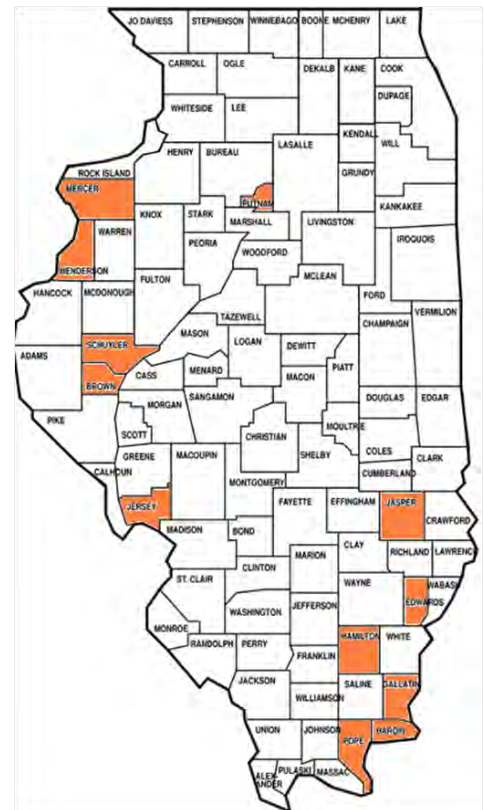 JO DAVIESS STEPHENSON WINNEBAGO BOONE MCHENRY LAKE
CARROLL OGLE DEKALB KANE COOK
DUPAGE
WHITESIDE LEE
KENDALL WILL
HENRY BUREAU LASALLE
ROCK ISLAND GRUNDY
MERCER PUTNAM KANKAKEE
KNOX STARK MARSHALL LIVINGSTON
WARREN PEORIA IROQUOIS
WOODFORD
HENDERSON FULTON MCLEAN
HANCOCK MCDONOUGH FORD
TAZEWELL CHAMPAIGN VERMILION
MASON LOGAN
SCHUYLER DEWITT
ADAMS CASS MENARD PIATT
BROWN MACON
MORGAN SANGAMON DOUGLAS EDGAR
PIKE
SCOTT CHRISTIAN MOULTRIE
GREENE MACOUPIN SHELBY COLES CLARK
CALHOUN MONTGOMERY CUMBERLAND
JERSEY FAYETTE EFFINGHAM JASPER
CRAWFORD
MADISON BOND
CLAY RICHLAND LAWRENC
MARION
CLINTON
ST. CLAIR WAYNE WABASH
EDWARDS
WASHINGTON JEFFERSON
MONROE HAMILTON WHITE
RANDOLPH PERRY
FRANKLIN
JACKSON SALINE GALLATIN
WILLIAMSON
UNION JOHNSON POPE HARDIN
ALEX-
ANDER PULASKI MASSAC